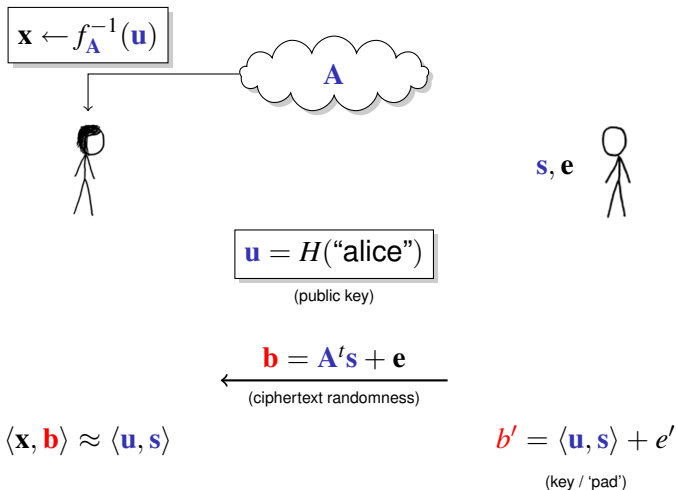 x ← f_A^{-1}(u)
A
s, e
u = H(“alice”)
(public key)
b = A^t s + e
(ciphertext randomness)
⟨x, b⟩ ≈ ⟨u, s⟩
b′ = ⟨u, s⟩ + e′
(key / ‘pad’)